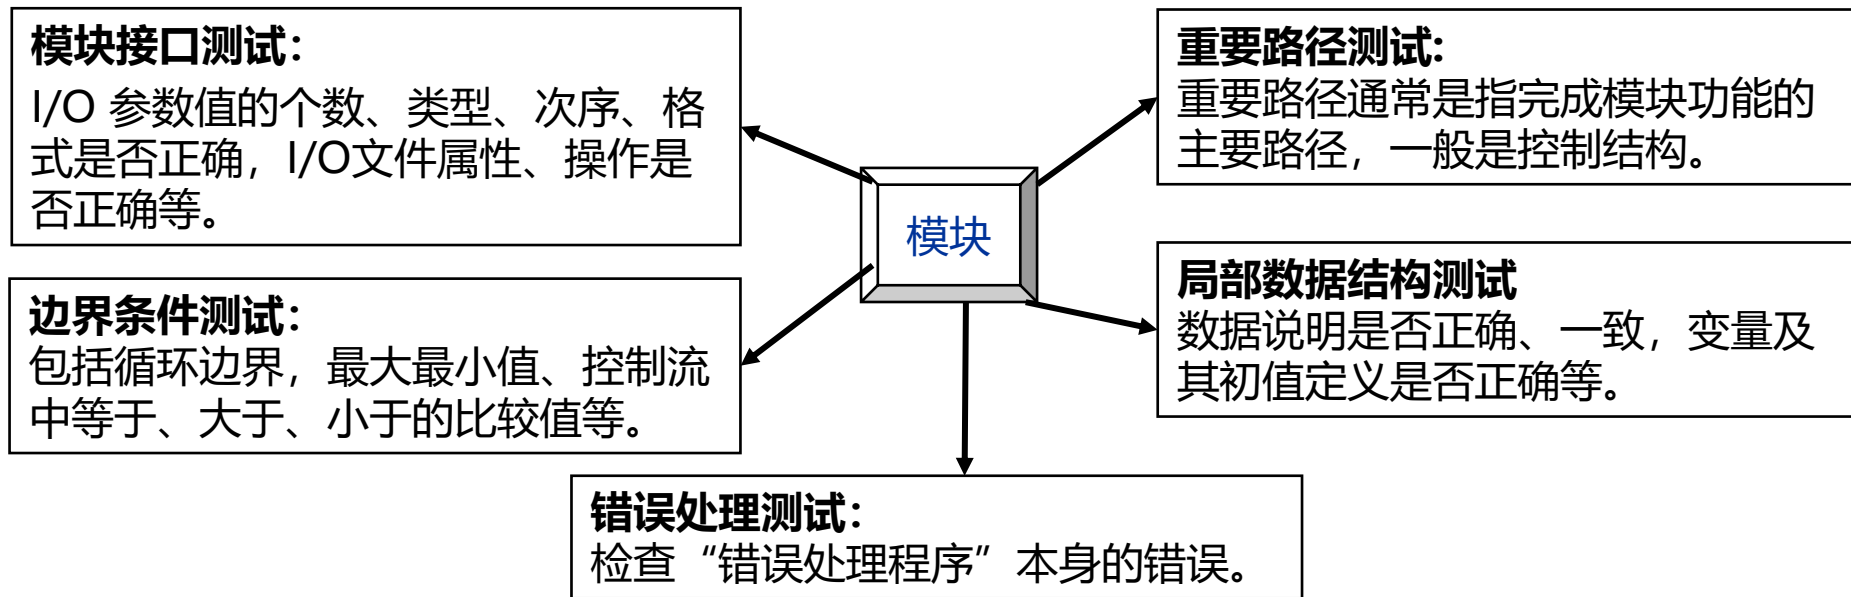 模块接口测试：
I/O 参数值的个数、类型、次序、格
式是否正确，I/O文件属性、操作是
否正确等。
重要路径测试:
重要路径通常是指完成模块功能的
主要路径，一般是控制结构。
模块
边界条件测试：
包括循环边界，最大最小值、控制流
中等于、大于、小于的比较值等。
局部数据结构测试
数据说明是否正确、一致，变量及
其初值定义是否正确等。
错误处理测试：
检查“错误处理程序”本身的错误。